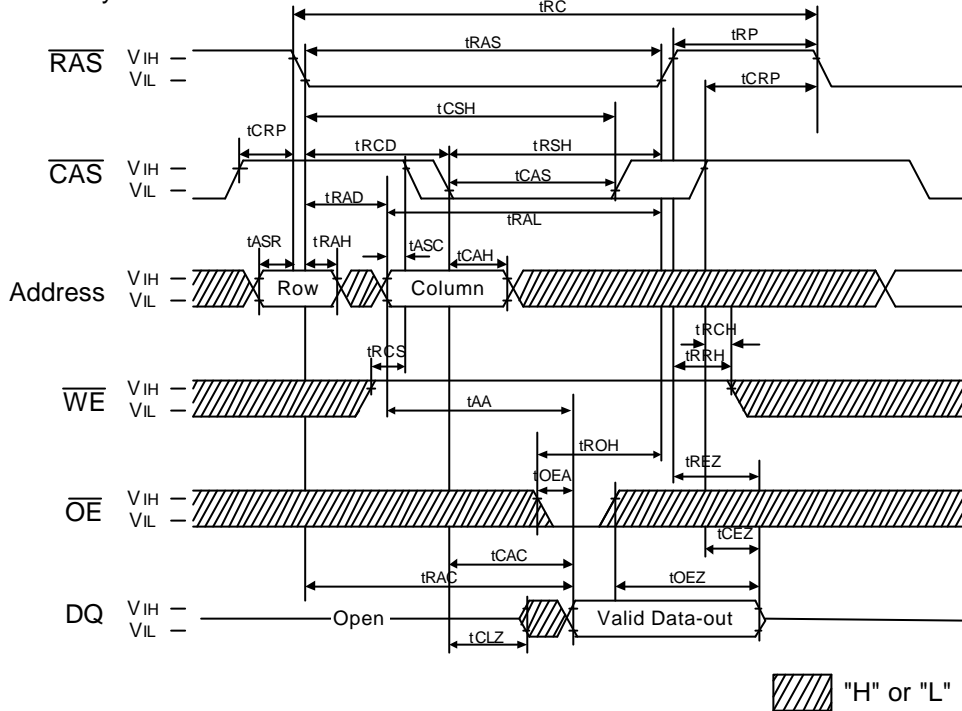 tRC
tRP
tRAS
RAS
VIH
VIL
tCRP
tCSH
tCRP
tRCD
tRSH
CAS
VIH
VIL
tCAS
tRAD
tRAL
tASR
tRAH
tASC
tCAH
Address
VIH
VIL
Row
Column
tRCH
tRCS
tRRH
WE
VIH
VIL
tAA
tROH
tOEA
tREZ
OE
VIH
VIL
tCEZ
tCAC
tRAC
tOEZ
DQ
VIH
VIL
Open
Valid Data-out
tCLZ
"H" or "L"